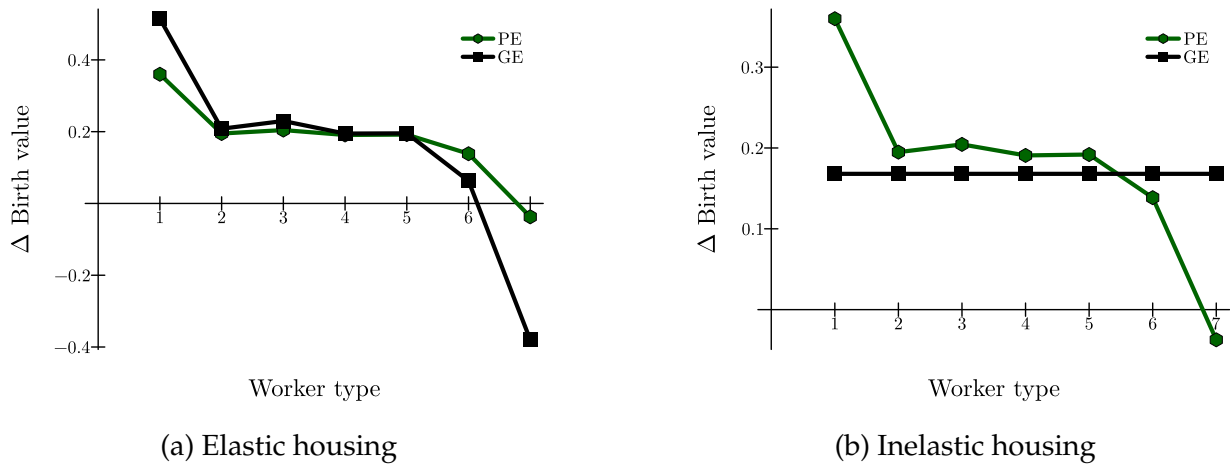 0.4
0.2
−0.2
−0.4
1 2 3 4 5 6
Δ Birth value
Worker type
PE
GE
(a) Elastic housing
0.3
0.2
0.1
1 2 3 4 5 6 7
Δ Birth value
Worker type
PE
GE
(b) Inelastic housing